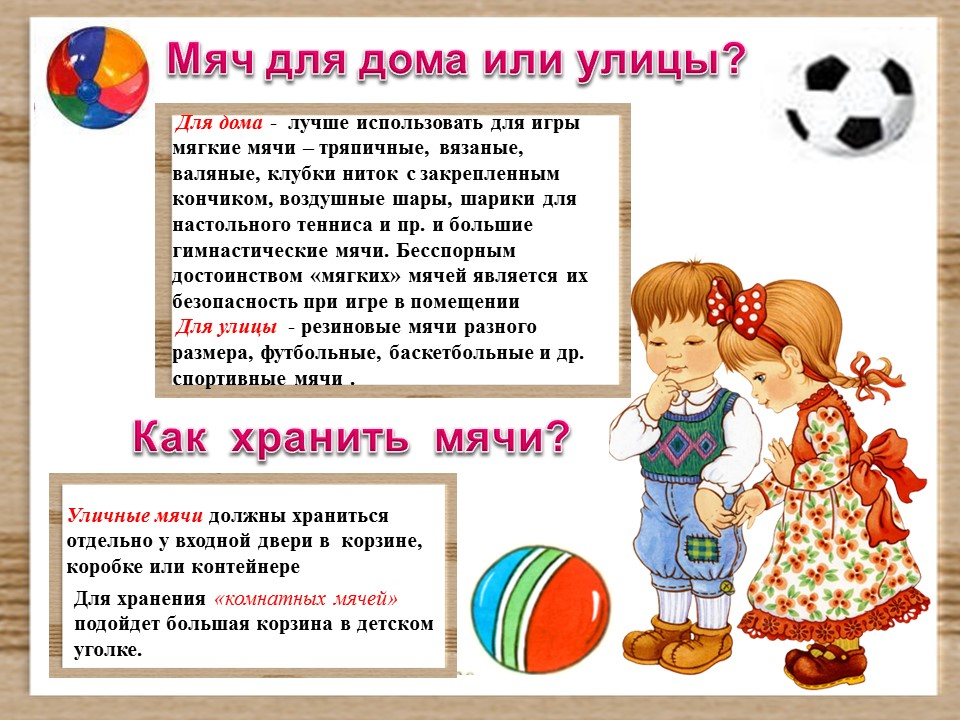 Мяч для дома или улицы?
Для дома - лучше использовать для игры
мягкие мячи – тряпичные, вязаные,
валяные, клубки ниток с закрепленным
кончиком, воздушные шары, шарики для
настольного тенниса и пр. и большие
гимнастические мячи. Бесспорным
достоинством «мягких» мячей является их
безопасность при игре в помещении
Для улицы - резиновые мячи разного
размера, футбольные, баскетбольные и др.
спортивные мячи .
Как хранить мячи?
Уличные мячи должны храниться
отдельно у входной двери в корзине,
коробке или контейнере
Для хранения «комнатных мячей»
подойдет большая корзина в детском
уголке.